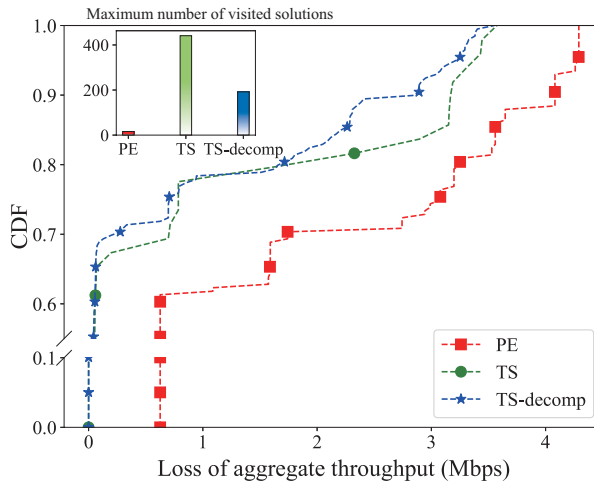 Maximum number of visited solutions
400
200
0
PE
TS
TS-decomp
1.0
0.9
0.8
0.7
0.6
0.1
0.0
CDF
PE
TS
TS-decomp
0
1
2
3
4
Loss of aggregate throughput (Mbps)